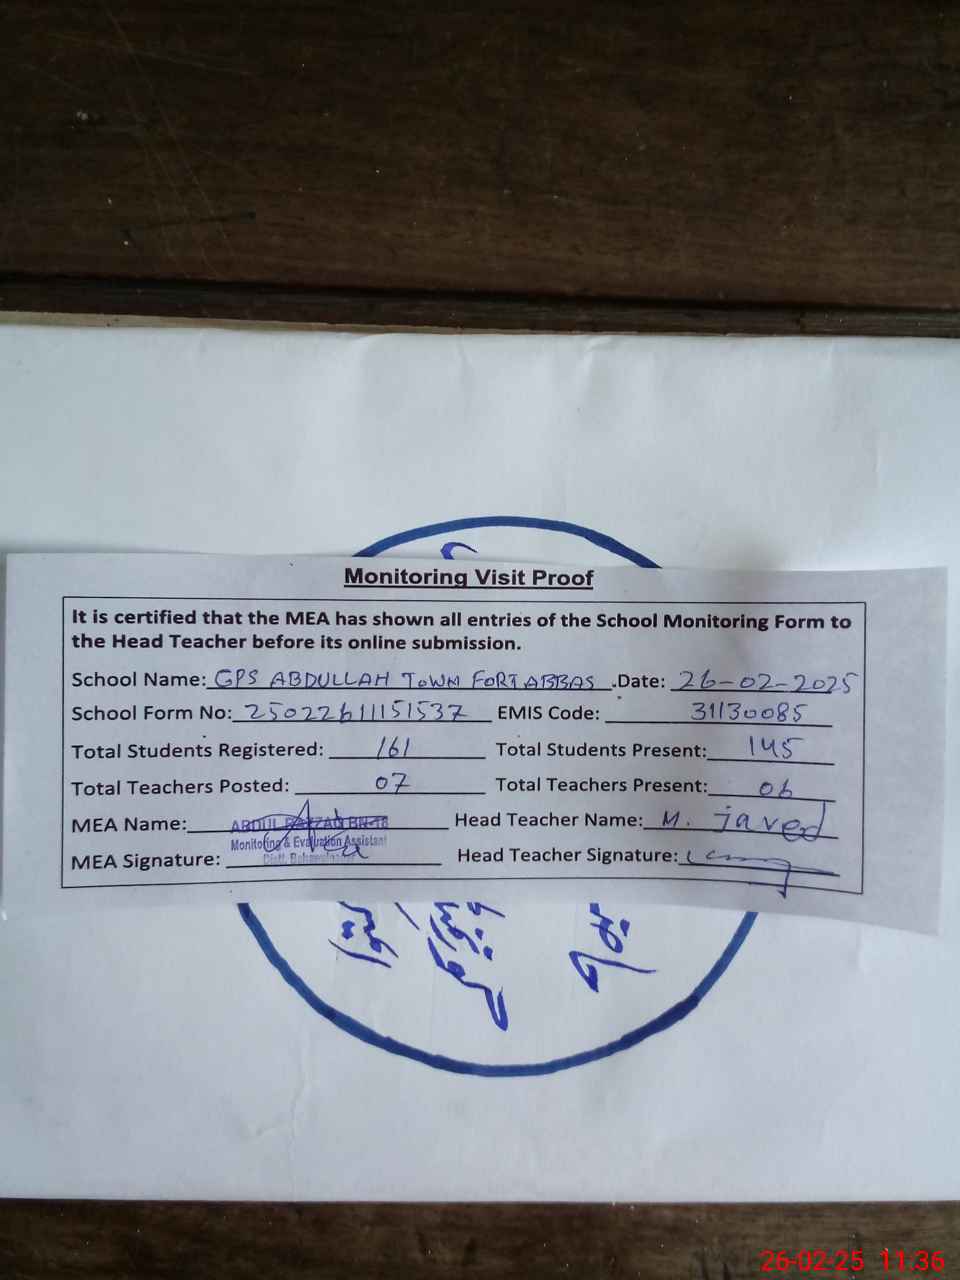 Monitoring Visit Proof
It is certified that the MEA has shown all entries of the School Monitoring Form to
the Head Teacher before its online submission.
School Name: GPS ABDULLAH TOWN FORTABBAS .Date: 26-02-2025
School Form No: 25022611151537 EMIS Code: 31130085
Total Students Registered: 161 Total Students Present: 145
Total Teachers Posted: 07 Total Teachers Present: 06
MEA Name: ABDUL RAZZAQ Head Teacher Name: M. javed
Monitoring & Evaluation Assistant
MEA Signature: Head Teacher Signature:
26-02-25 11:36